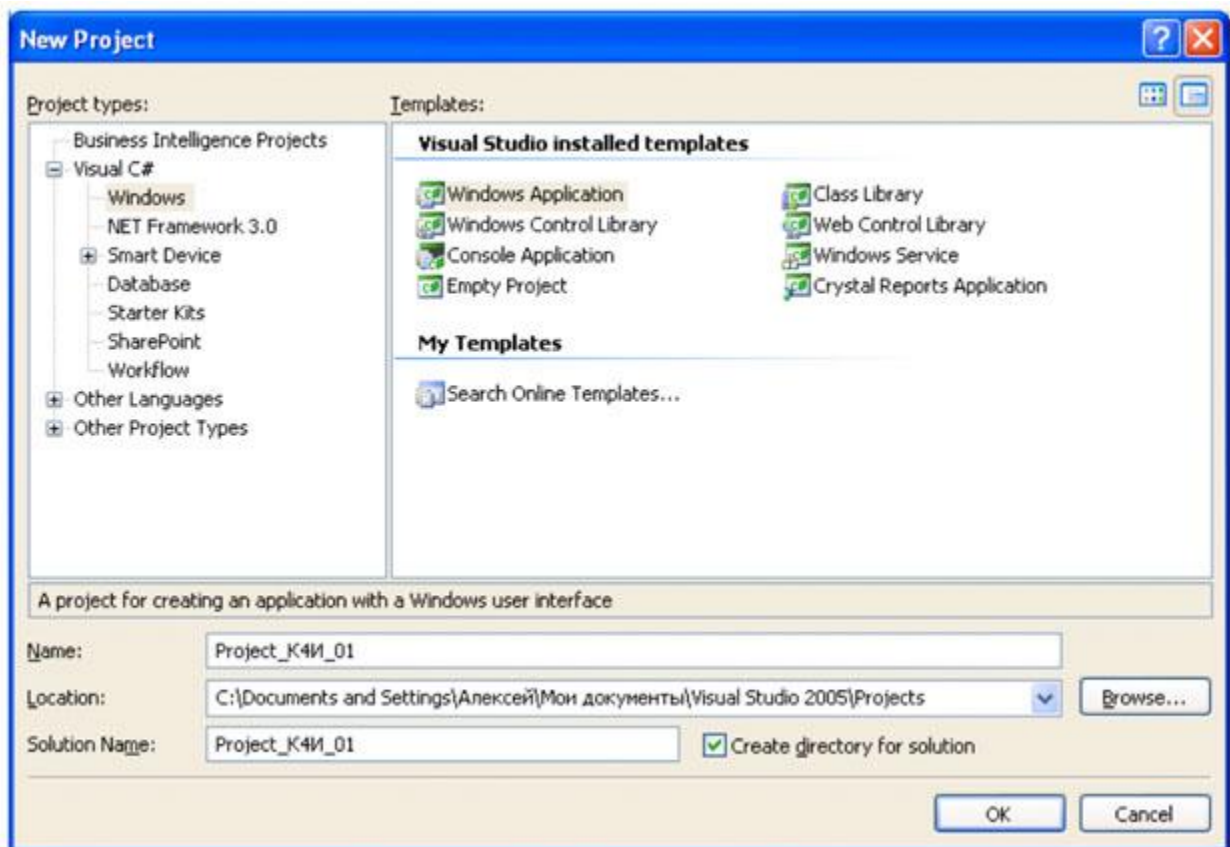 New Project
Project types:
Templates:
Business Intelligence Projects
Visual C#
Windows
NET Framework 3.0
Smart Device
Database
Starter Kits
SharePoint
Workflow
Other Languages
Other Project Types
Visual Studio installed templates
Windows Application
Class Library
Windows Control Library
Web Control Library
Console Application
Windows Service
Empty Project
Crystal Reports Application
My Templates
Search Online Templates...
A project for creating an application with a Windows user interface
Name:
Project_К4И_01
Location:
C:\Documents and Settings\Алексей\Мои документы\Visual Studio 2005\Projects
Browse...
Solution Name:
Project_К4И_01
Create directory for solution
OK
Cancel